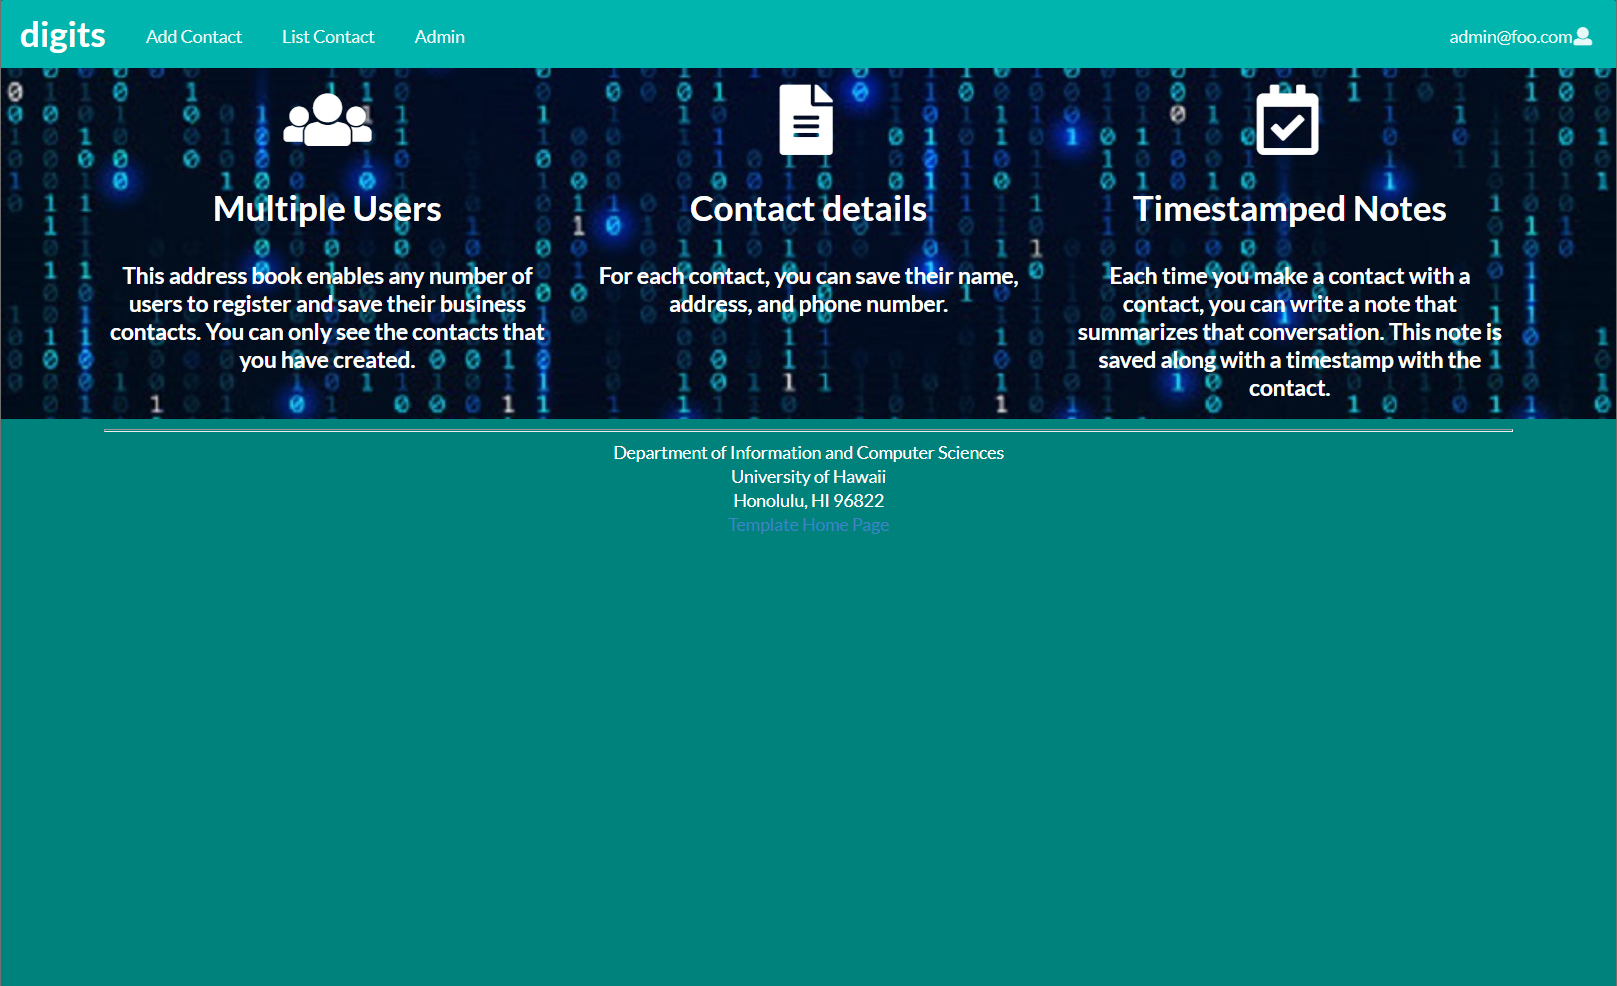 digits
Add Contact
List Contact
Admin
admin@foo.com
Multiple Users
This address book enables any number of
users to register and save their business
contacts. You can only see the contacts that
you have created.
Contact details
For each contact, you can save their name,
address, and phone number.
Timestamped Notes
Each time you make a contact with a
contact, you can write a note that
summarizes that conversation. This note is
saved along with a timestamp with the
contact.
Department of Information and Computer Sciences
University of Hawaii
Honolulu, HI 96822
Template Home Page